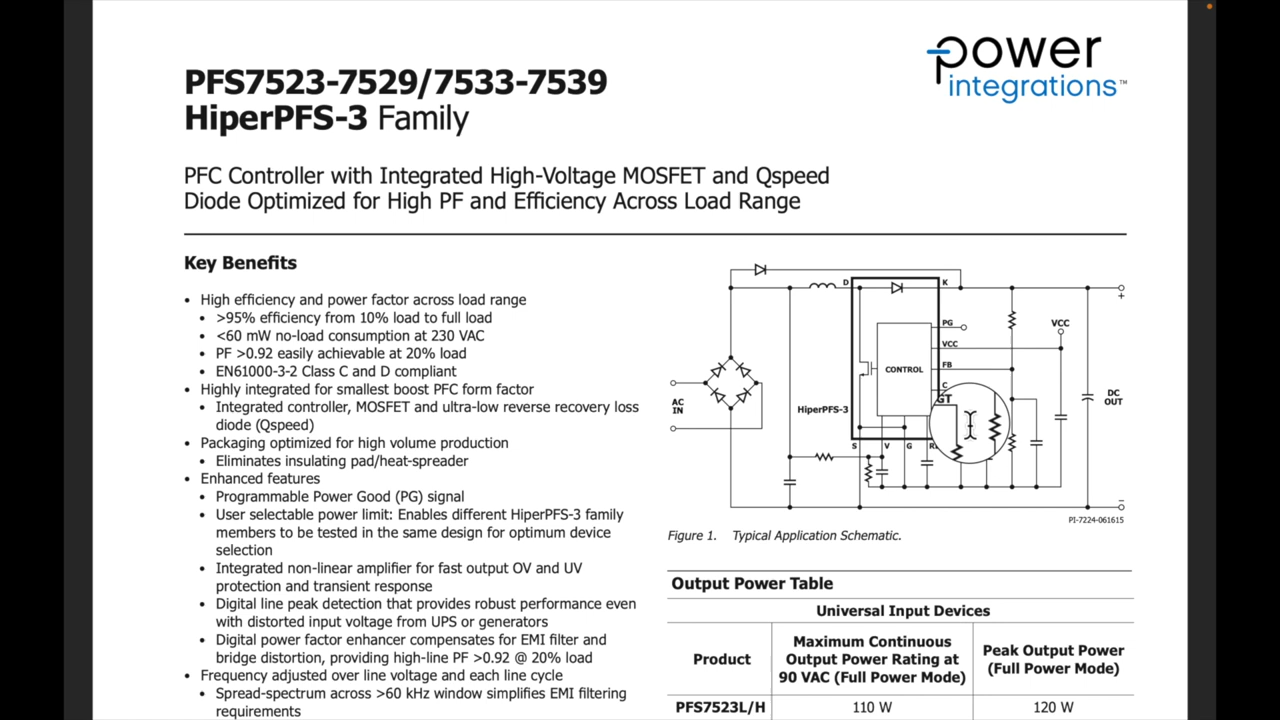 power
integrations™
PFS7523-7529/7533-7539
HiperPFS-3 Family
PFC Controller with Integrated High-Voltage MOSFET and Qspeed
Diode Optimized for High PF and Efficiency Across Load Range
Key Benefits
• High efficiency and power factor across load range
• >95% efficiency from 10% load to full load
• <60 mW no-load consumption at 230 VAC
• PF >0.92 easily achievable at 20% load
• EN61000-3-2 Class C and D compliant
• Highly integrated for smallest boost PFC form factor
• Integrated controller, MOSFET and ultra-low reverse recovery loss
diode (Qspeed)
• Packaging optimized for high volume production
• Eliminates insulating pad/heat-spreader
• Enhanced features
• Programmable Power Good (PG) signal
• User selectable power limit: Enables different HiperPFS-3 family
members to be tested in the same design for optimum device
selection
• Integrated non-linear amplifier for fast output OV and UV
protection and transient response
• Digital line peak detection that provides robust performance even
with distorted input voltage from UPS or generators
• Digital power factor enhancer compensates for EMI filter and
bridge distortion, providing high-line PF >0.92 @ 20% load
• Frequency adjusted over line voltage and each line cycle
• Spread-spectrum across >60 kHz window simplifies EMI filtering
requirements
D
K
+
PG
VCC
VCC
FB
CONTROL
C
GT
AC
IN
DC
OUT
HiperPFS-3
S
V
G
R
−
PI-7224-061615
Figure 1. Typical Application Schematic.
Output Power Table
Universal Input Devices
Product
Maximum Continuous
Output Power Rating at
90 VAC (Full Power Mode)
Peak Output Power
(Full Power Mode)
PFS7523L/H
110 W
120 W